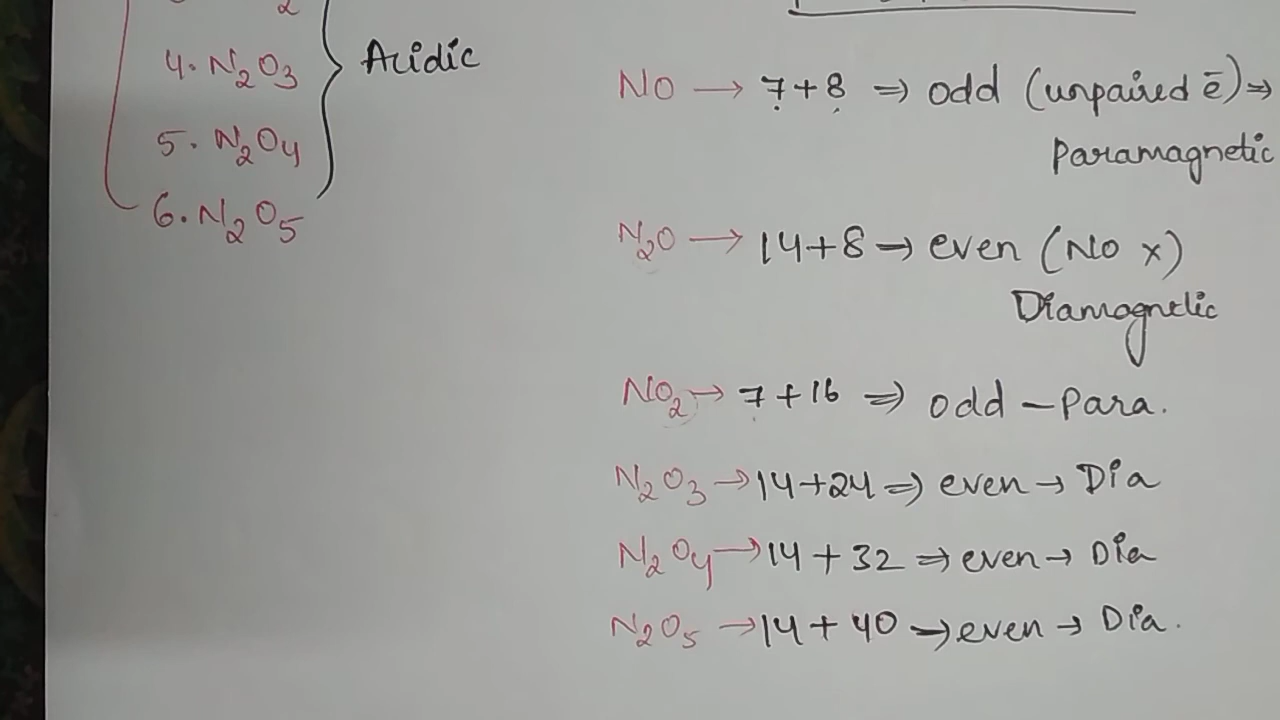 4. N₂O₃ } Acidic
5. N₂O₄
6. N₂O₅
NO → 7+8 ⇒ odd (unpaired ē) ⇒
Paramagnetic
N₂O → 14+8 → even (No x)
Diamagnetic
NO₂ → 7+16 ⇒ odd – Para.
N₂O₃ → 14+24 ⇒ even → Dia
N₂O₄ → 14+32 ⇒ even → Dia
N₂O₅ → 14+40 → even → Dia.